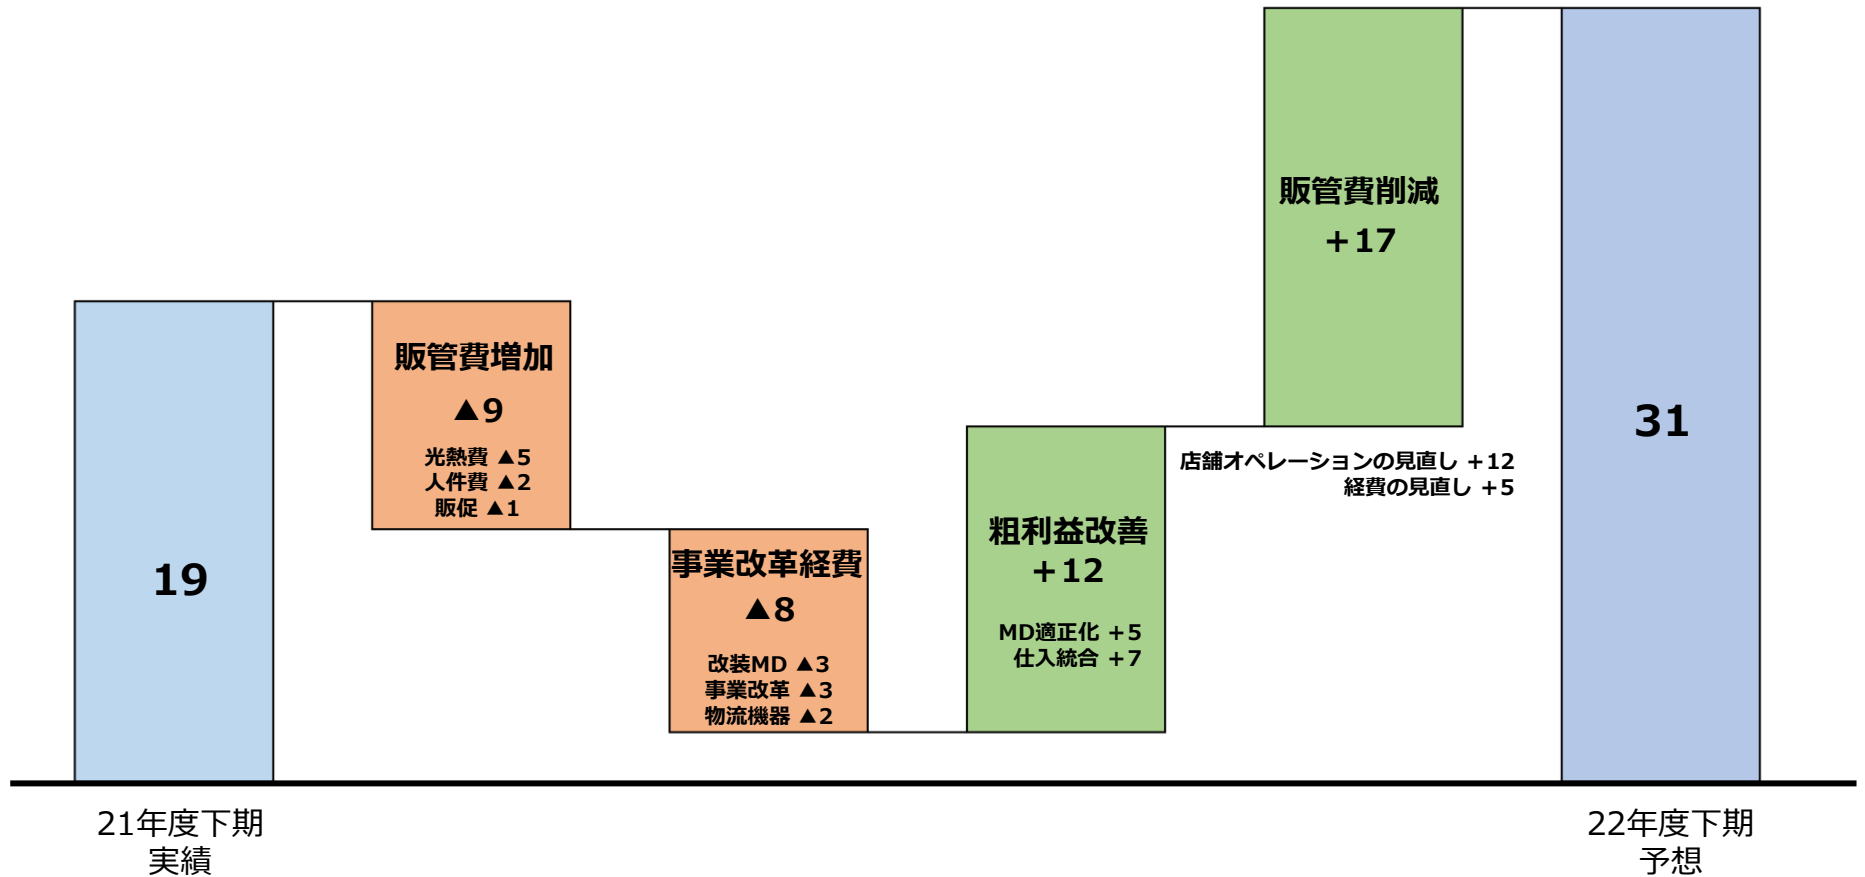 販管費削減
＋17
販管費増加
▲9
光熱費 ▲5
人件費 ▲2
販促 ▲1
31
店舗オペレーションの見直し +12
経費の見直し +5
19
事業改革経費
▲8
改装MD ▲3
事業改革 ▲3
物流機器 ▲2
粗利益改善
＋12
MD適正化 +5
仕入統合 +7
21年度下期
実績
22年度下期
予想